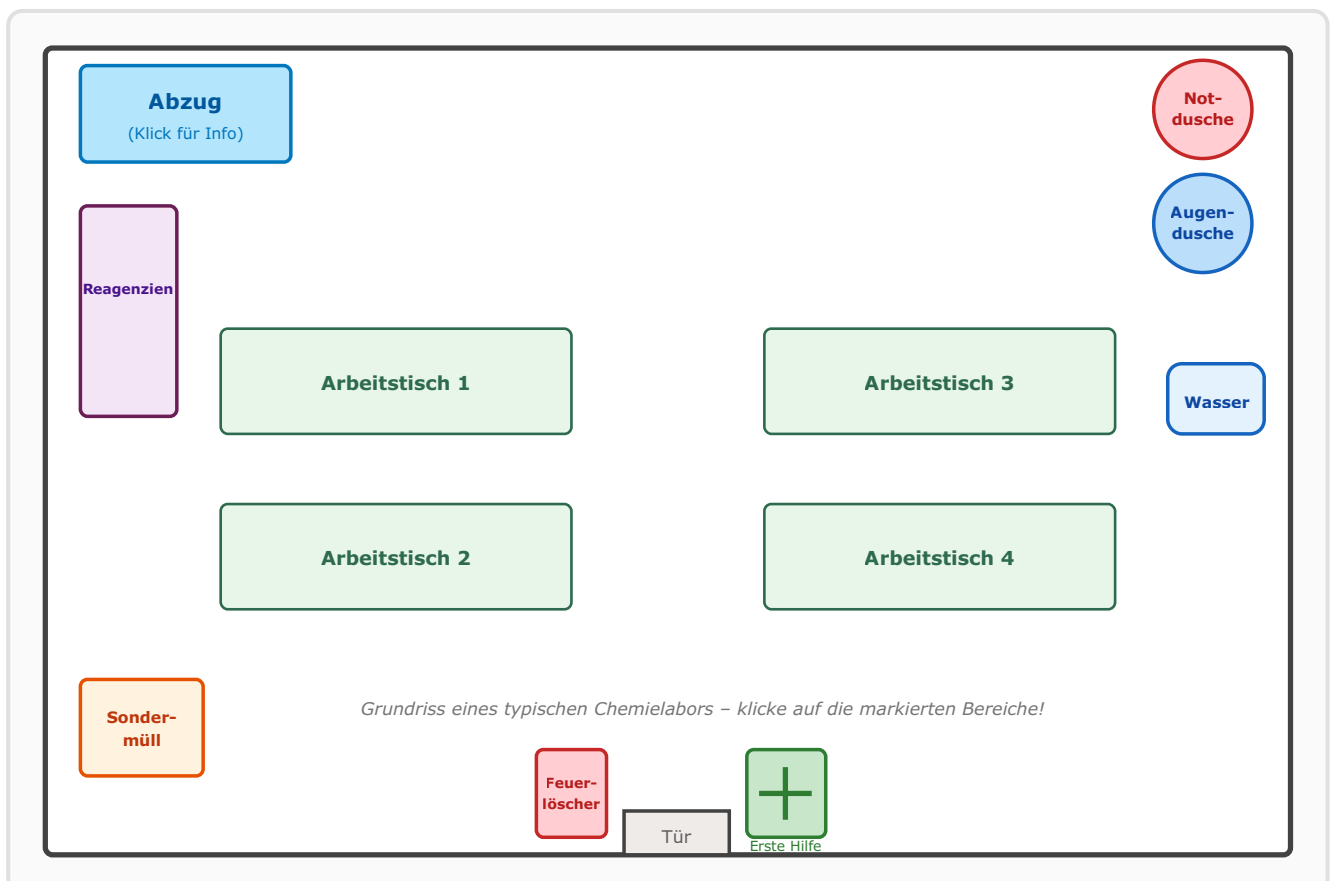 Abzug
(Klick für Info)
Not-
dusche
Augen-
dusche
Reagenzien
Arbeitstisch 1
Arbeitstisch 3
Wasser
Arbeitstisch 2
Arbeitstisch 4
Sonder-
müll
Grundriss eines typischen Chemielabors – klicke auf die markierten Bereiche!
Feuer-
löscher
Tür
Erste Hilfe